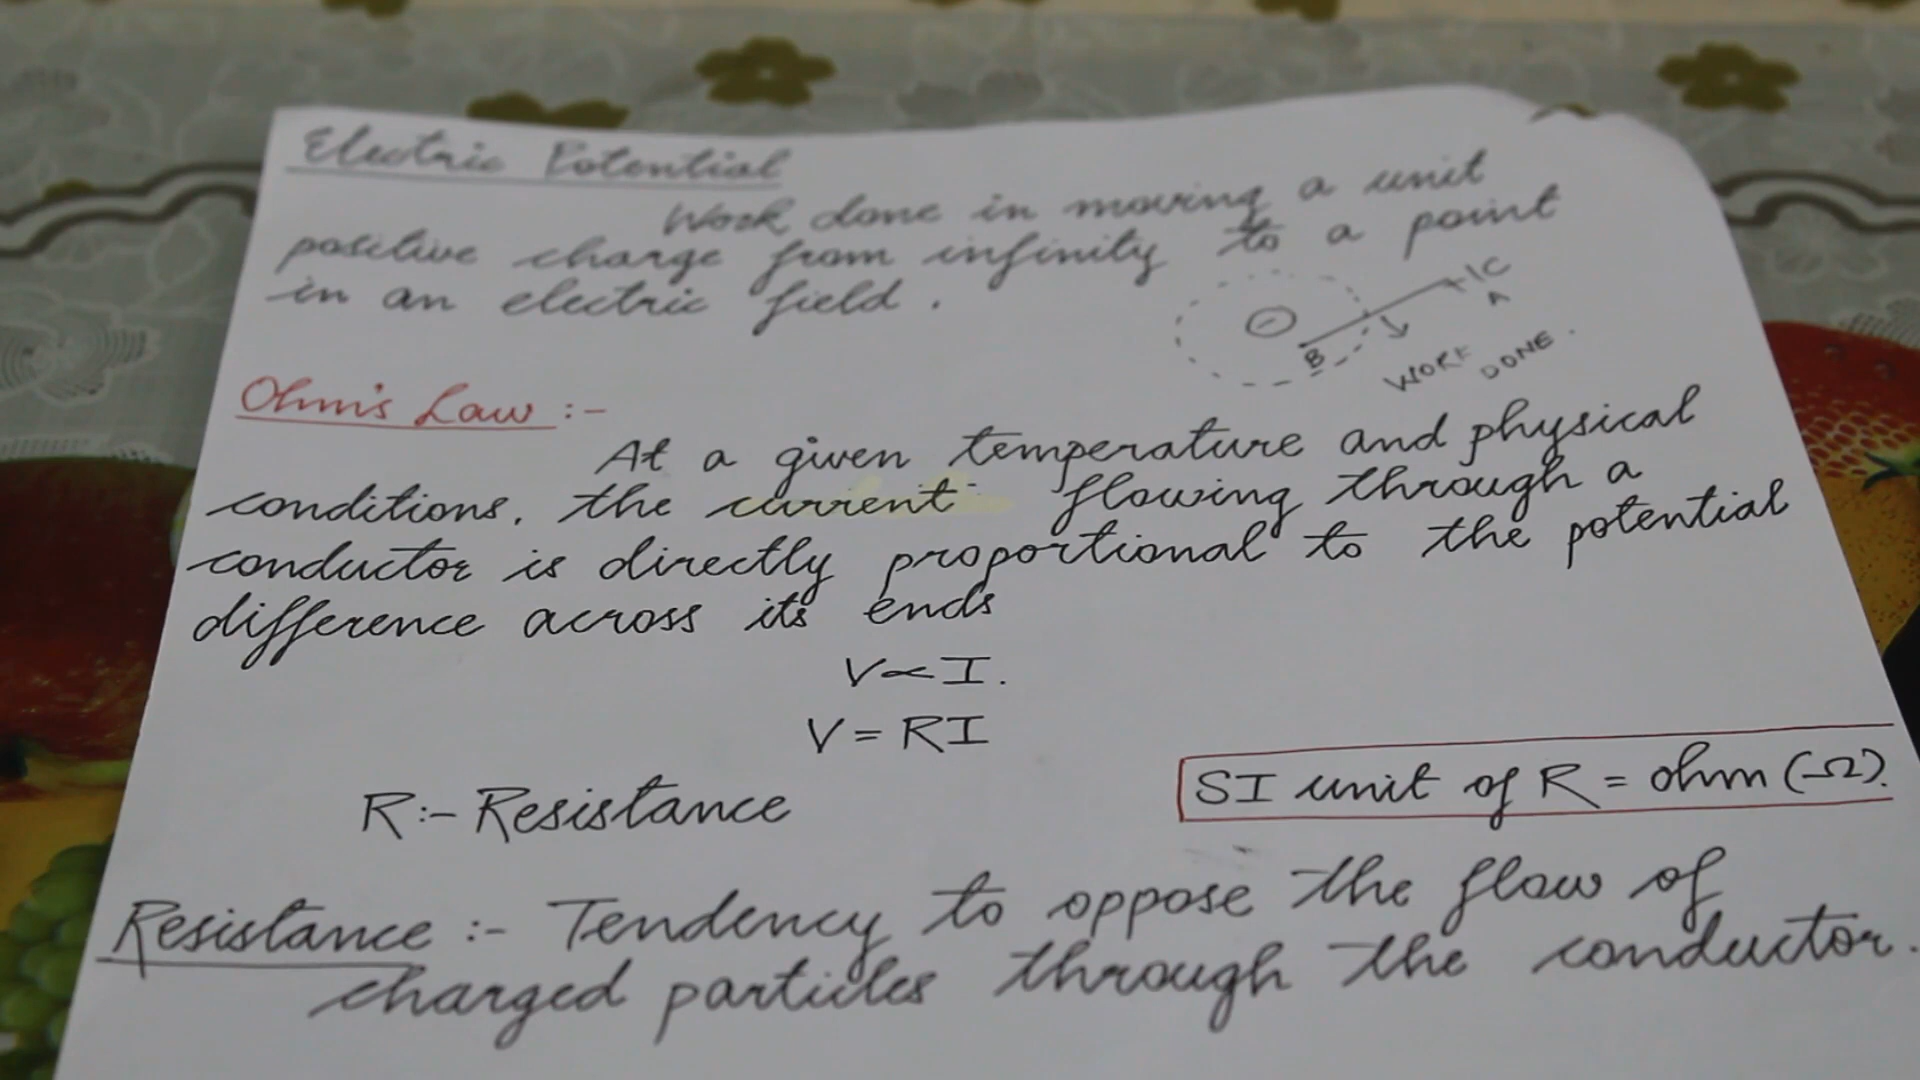 Electric Potential
Work done in moving a unit
positive charge from infinity to a point
in an electric field.
1C
A
B
WORK DONE.
Ohm's Law :-
At a given temperature and physical
conditions, the current flowing through a
conductor is directly proportional to the potential
difference across its ends
V∝I.
V = RI
R:- Resistance
SI unit of R = ohm (Ω).
Resistance :- Tendency to oppose the flow of
charged particles through the conductor.